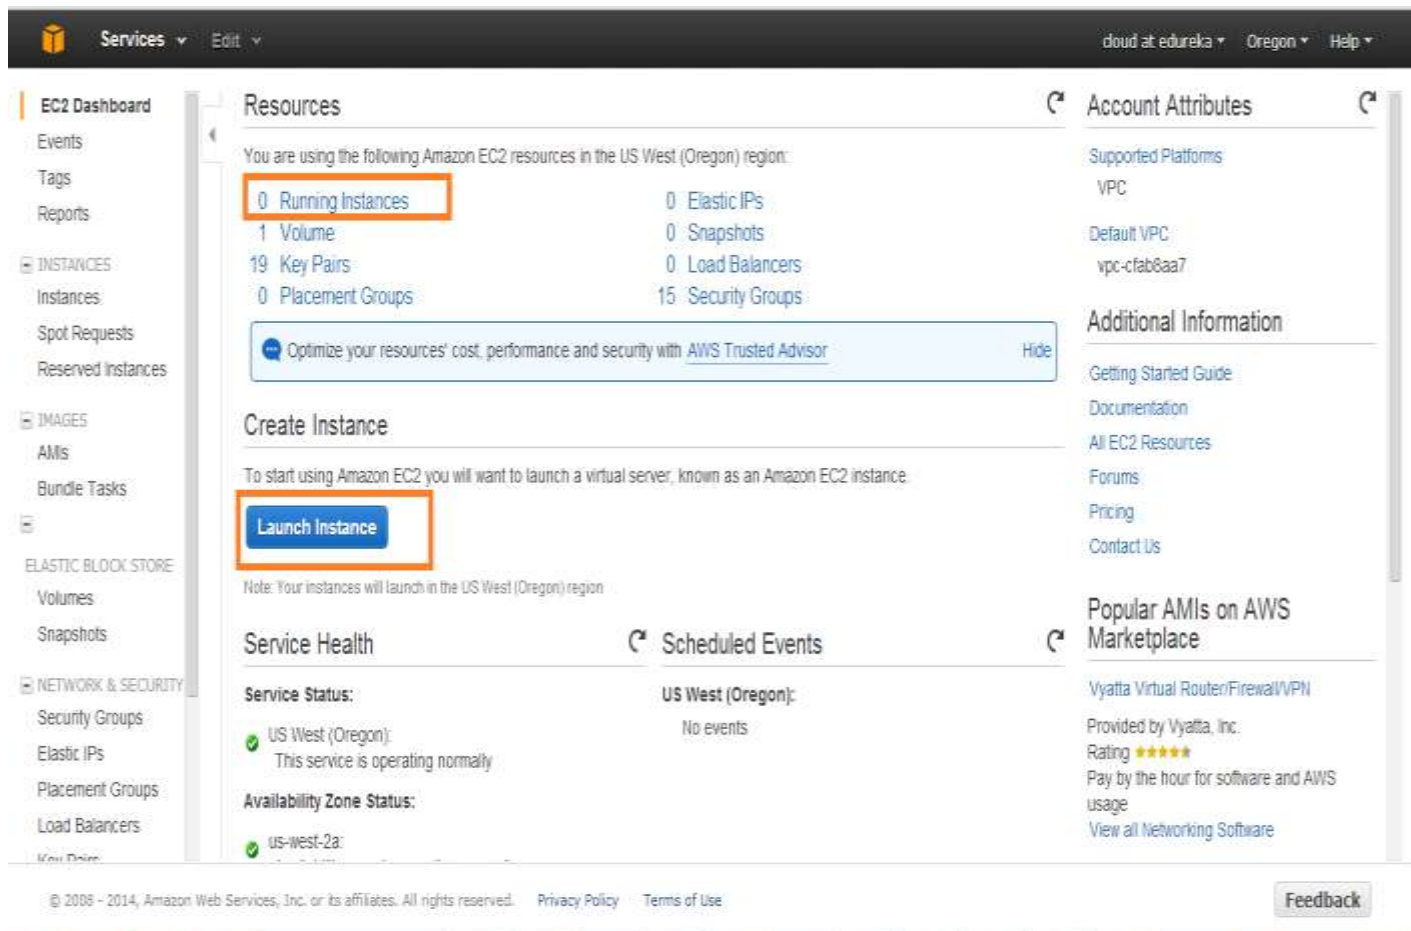 Services Edit cloud at edureka Oregon Help
EC2 Dashboard
Events
Tags
Reports
INSTANCES
Instances
Spot Requests
Reserved Instances
IMAGES
AMIs
Bundle Tasks
ELASTIC BLOCK STORE
Volumes
Snapshots
NETWORK & SECURITY
Security Groups
Elastic IPs
Placement Groups
Load Balancers
Key Pairs
Resources
You are using the following Amazon EC2 resources in the US West (Oregon) region:
0 Running Instances 0 Elastic IPs
1 Volume 0 Snapshots
19 Key Pairs 0 Load Balancers
0 Placement Groups 15 Security Groups
Optimize your resources' cost, performance and security with AWS Trusted Advisor Hide
Create Instance
To start using Amazon EC2 you will want to launch a virtual server, known as an Amazon EC2 instance.
Launch Instance
Note: Your instances will launch in the US West (Oregon) region
Service Health
Service Status:
US West (Oregon):
This service is operating normally
Availability Zone Status:
us-west-2a:
Scheduled Events
US West (Oregon):
No events
Account Attributes
Supported Platforms
VPC
Default VPC
vpc-cfab8aa7
Additional Information
Getting Started Guide
Documentation
All EC2 Resources
Forums
Pricing
Contact Us
Popular AMIs on AWS
Marketplace
Vyatta Virtual Router/Firewall/VPN
Provided by Vyatta, Inc.
Rating
Pay by the hour for software and AWS
usage
View all Networking Software
© 2008 - 2014, Amazon Web Services, Inc. or its affiliates. All rights reserved. Privacy Policy Terms of Use Feedback